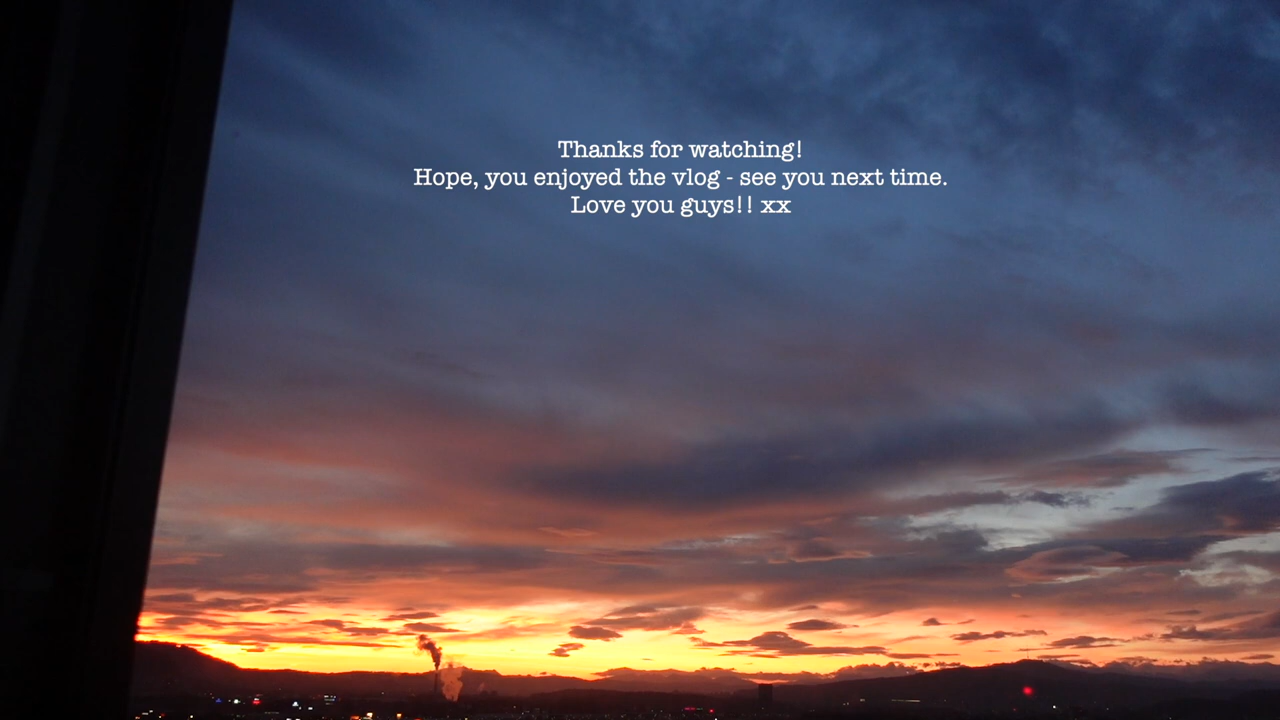 Thanks for watching!
Hope, you enjoyed the vlog - see you next time.
Love you guys!! xx